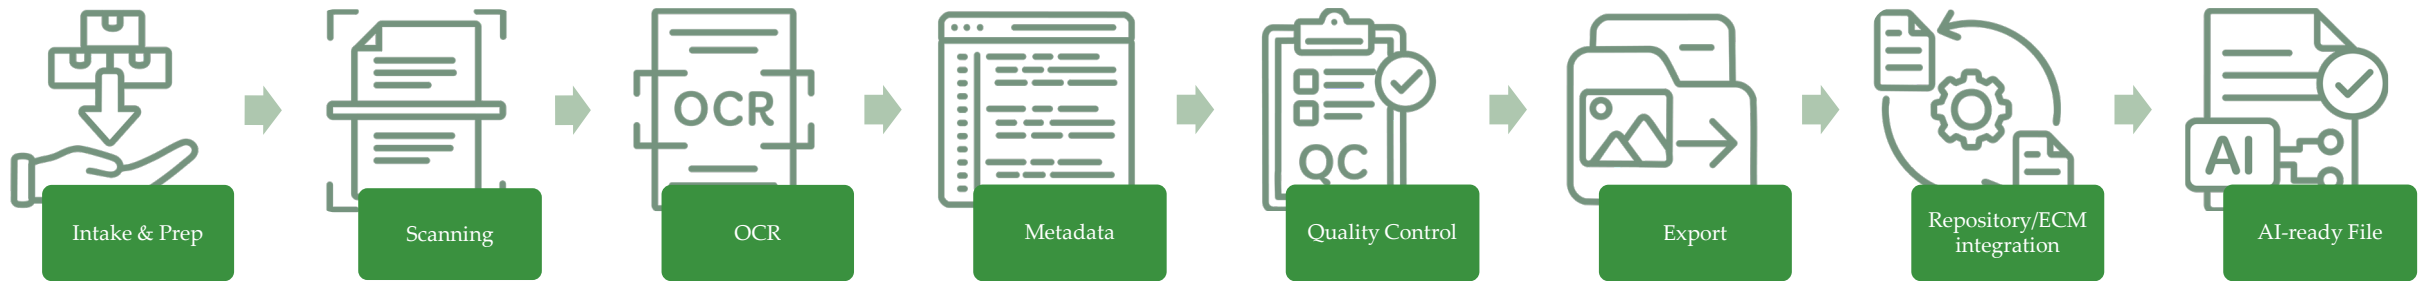 OCR
QC
AI
Intake & Prep
Scanning
OCR
Metadata
Quality Control
Export
Repository/ECM
integration
AI-ready File